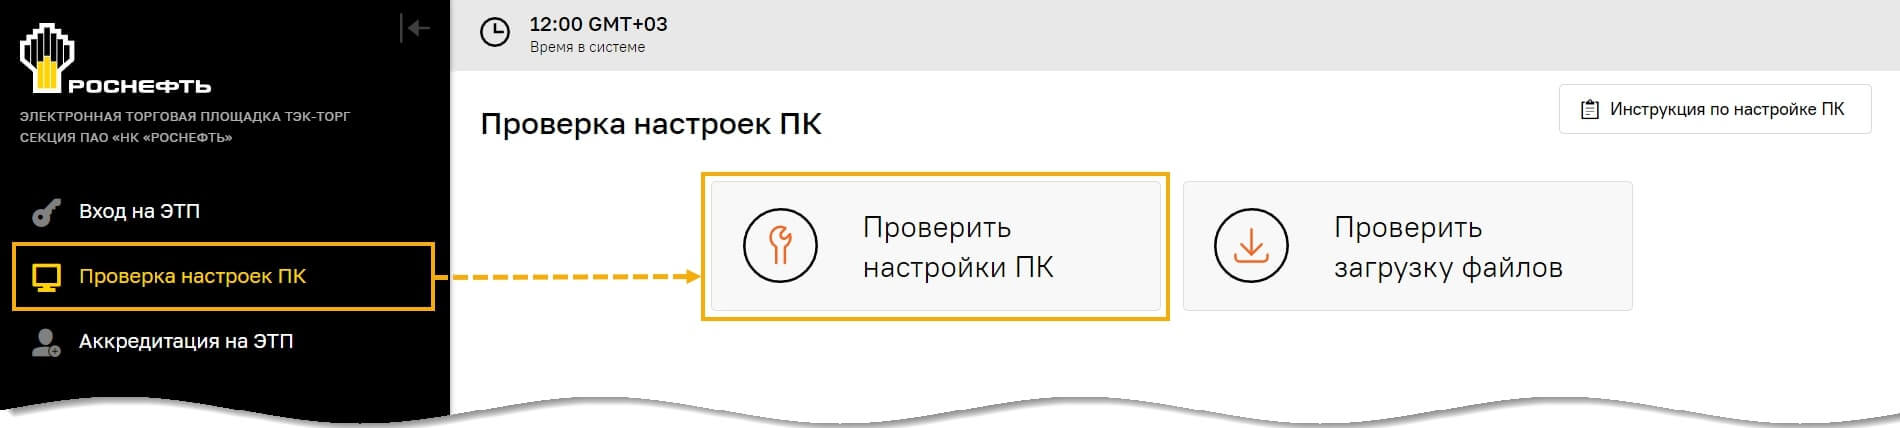 РОСНЕФТЬ
ЭЛЕКТРОННАЯ ТОРГОВАЯ ПЛОЩАДКА ТЭК-ТОРГ
СЕКЦИЯ ПАО «НК «РОСНЕФТЬ»
Вход на ЭТП
Проверка настроек ПК
Аккредитация на ЭТП
12:00 GMT+03
Время в системе
Проверка настроек ПК
Инструкция по настройке ПК
Проверить
настройки ПК
Проверить
загрузку файлов